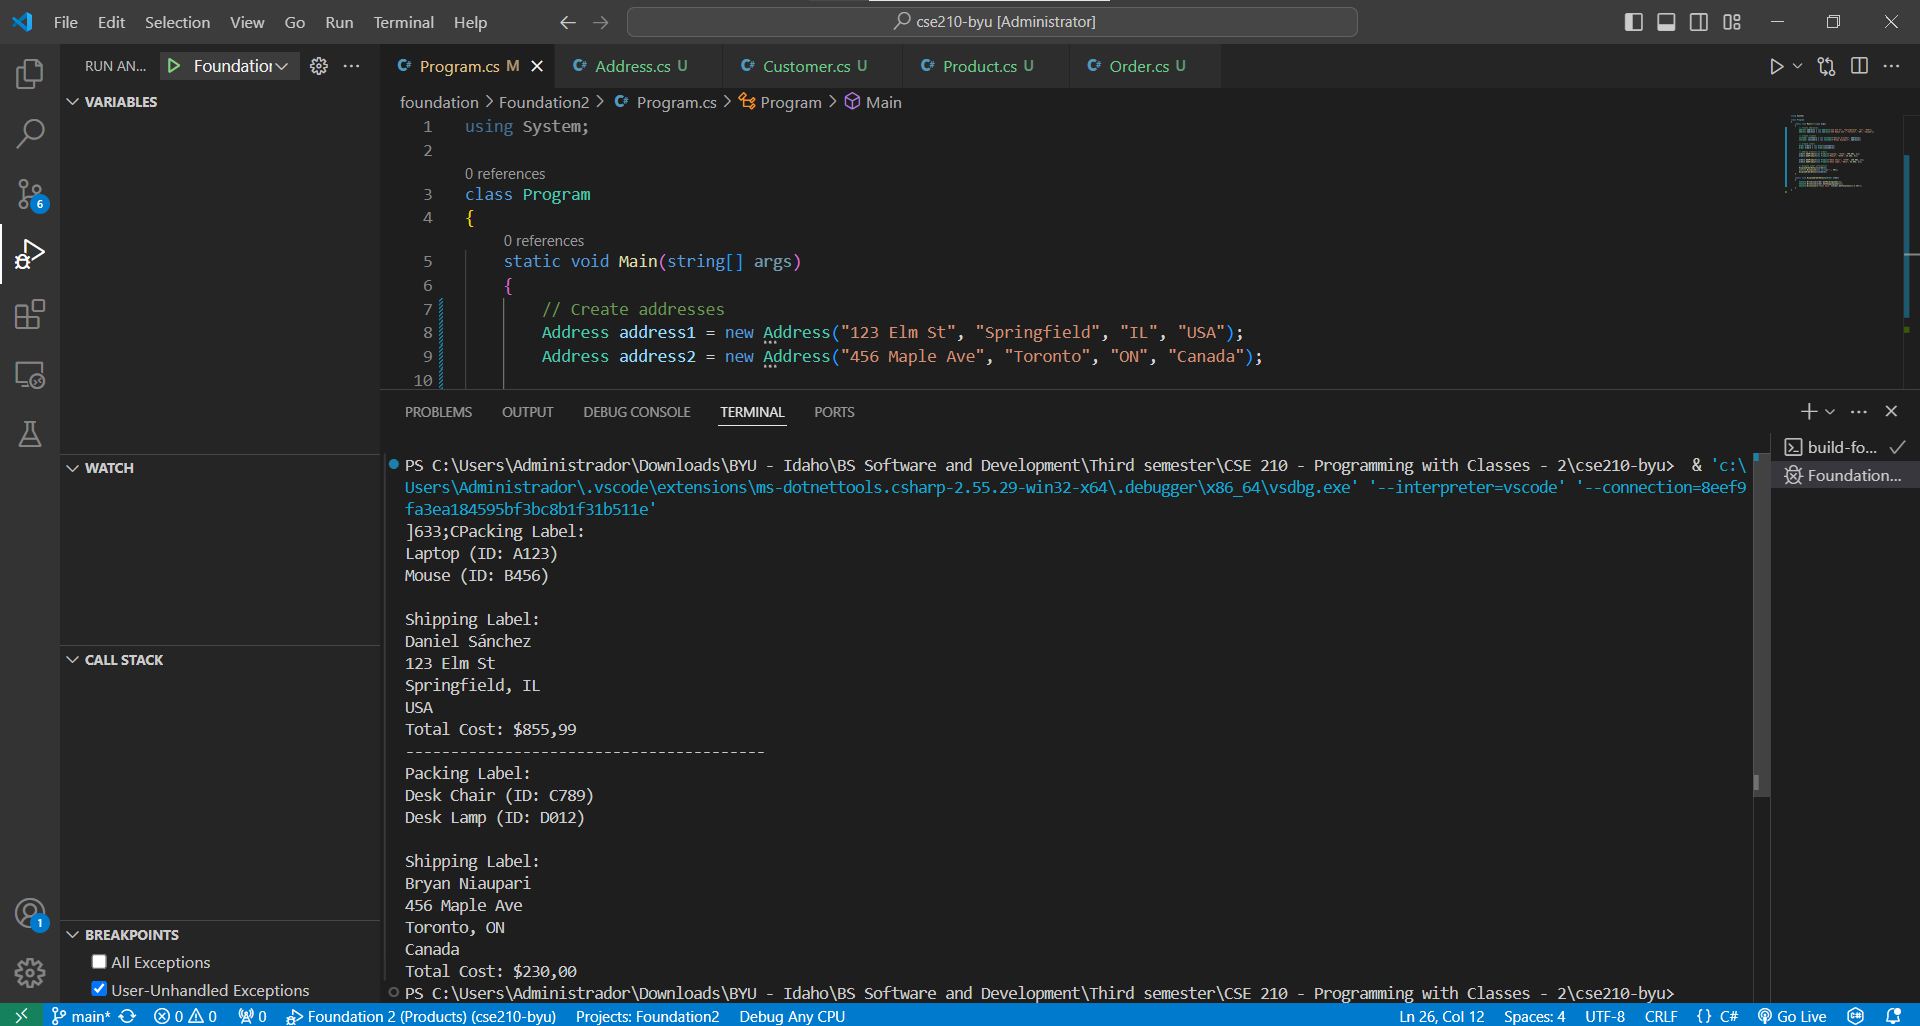 File Edit Selection View Go Run Terminal Help
cse210-byu [Administrator]
RUN AN... Foundation
Program.cs M
Address.cs U
Customer.cs U
Product.cs U
Order.cs U
VARIABLES
foundation > Foundation2 > Program.cs > Program > Main
1 using System;
2
0 references
3 class Program
4 {
0 references
5 static void Main(string[] args)
6 {
7 // Create addresses
8 Address address1 = new Address("123 Elm St", "Springfield", "IL", "USA");
9 Address address2 = new Address("456 Maple Ave", "Toronto", "ON", "Canada");
10
6
PROBLEMS OUTPUT DEBUG CONSOLE TERMINAL PORTS
build-fo...
Foundation...
WATCH
CALL STACK
PS C:\Users\Administrador\Downloads\BYU - Idaho\BS Software and Development\Third semester\CSE 210 - Programming with Classes - 2\cse210-byu> & 'c:\
Users\Administrador\.vscode\extensions\ms-dotnettools.csharp-2.55.29-win32-x64\.debugger\x86_64\vsdbg.exe' '--interpreter=vscode' '--connection=8eef9
fa3ea184595bf3bc8b1f31b511e'
]633;CPacking Label:
Laptop (ID: A123)
Mouse (ID: B456)
Shipping Label:
Daniel Sánchez
123 Elm St
Springfield, IL
USA
Total Cost: $855,99
----------------------------------------
Packing Label:
Desk Chair (ID: C789)
Desk Lamp (ID: D012)
Shipping Label:
Bryan Niaupari
456 Maple Ave
Toronto, ON
Canada
Total Cost: $230,00
PS C:\Users\Administrador\Downloads\BYU - Idaho\BS Software and Development\Third semester\CSE 210 - Programming with Classes - 2\cse210-byu>
1
BREAKPOINTS
All Exceptions
User-Unhandled Exceptions
main* 0 0 0 Foundation 2 (Products) (cse210-byu) Projects: Foundation2 Debug Any CPU
Ln 26, Col 12 Spaces: 4 UTF-8 CRLF {} C# Go Live